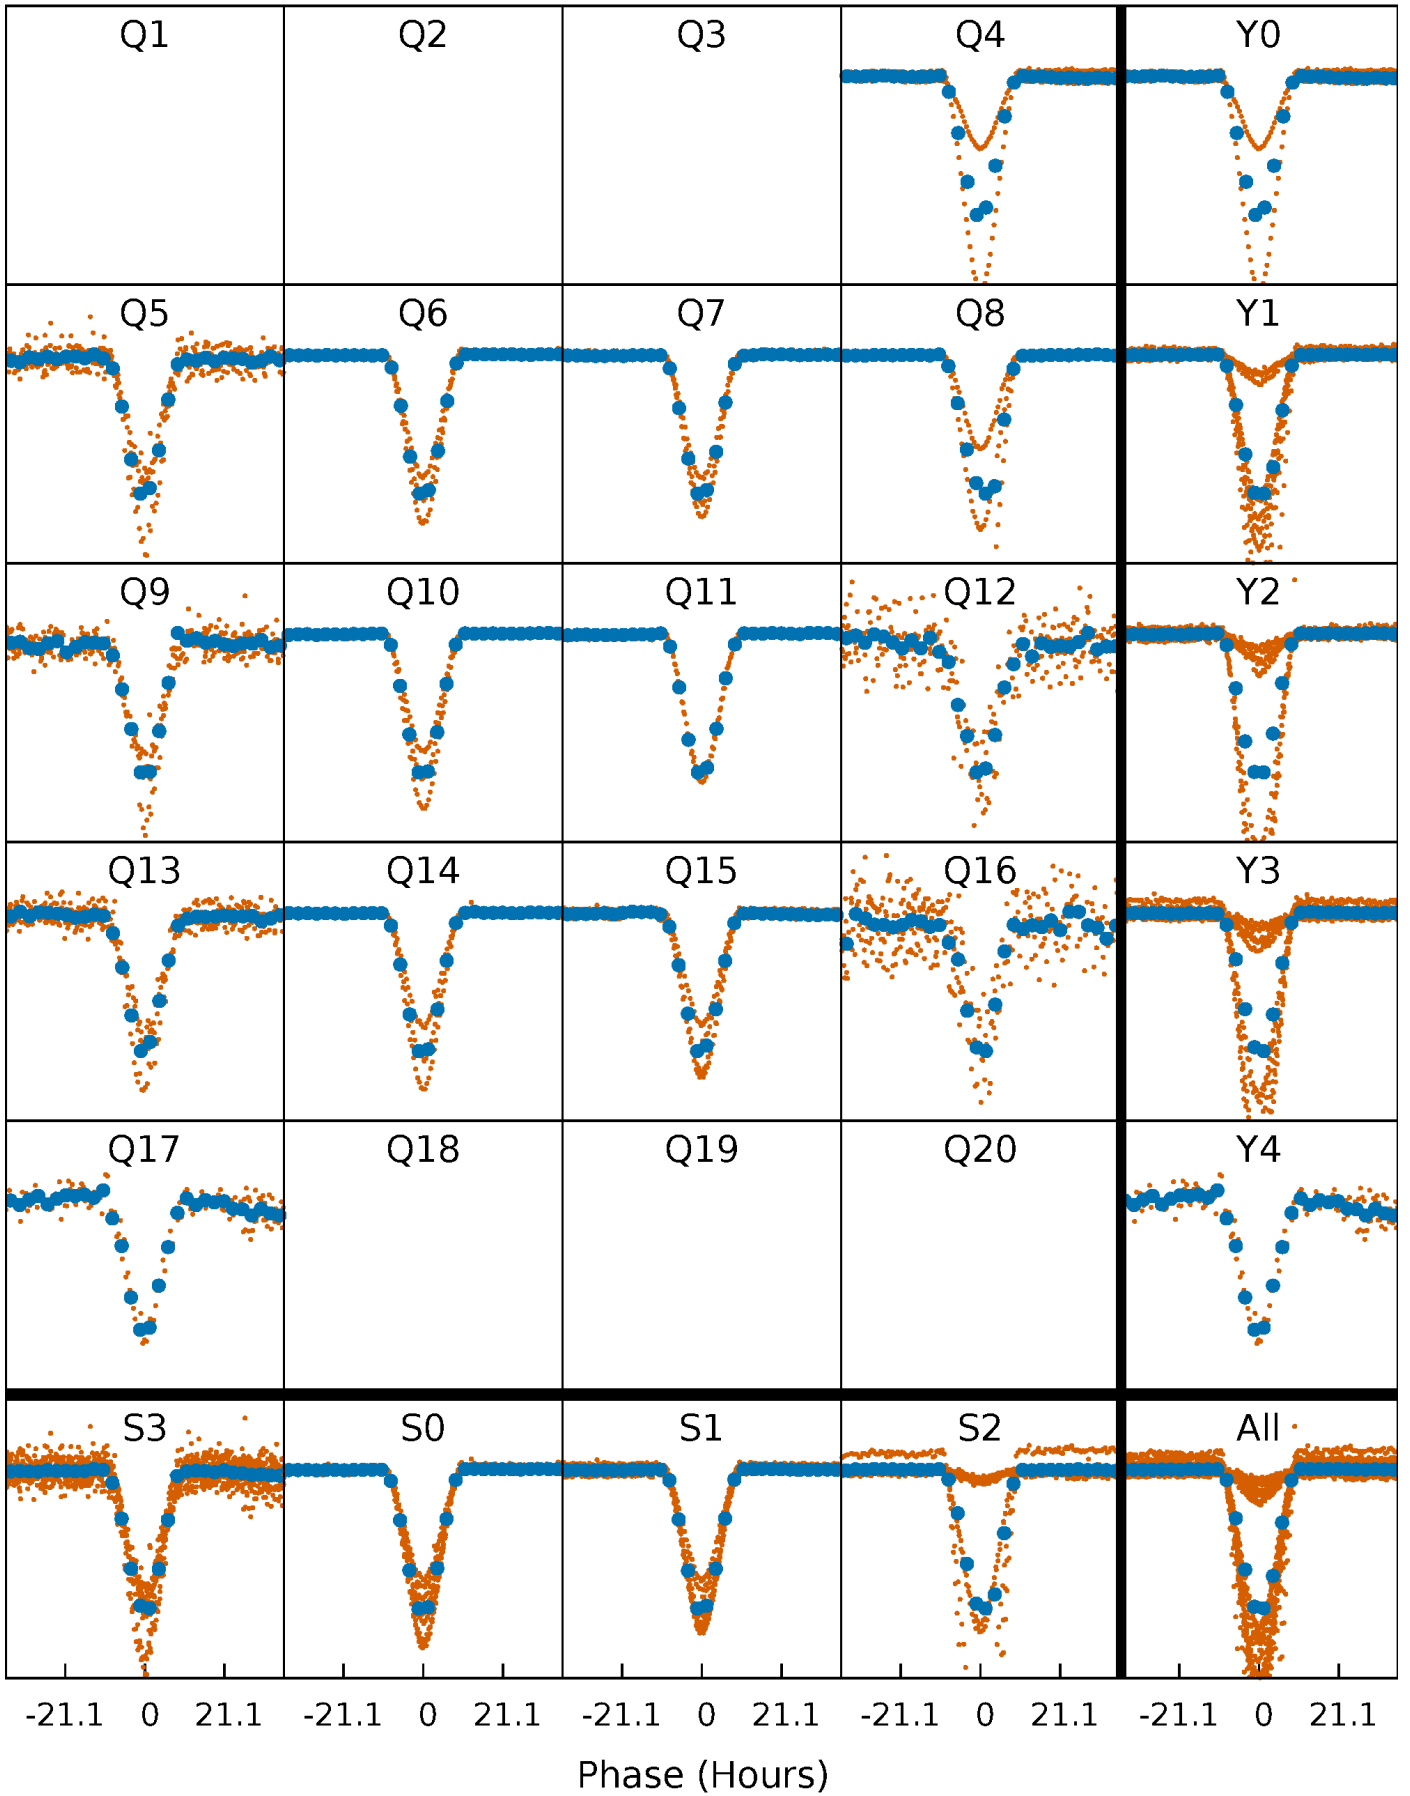 Q1 Q2 Q3 Q4 Y0
Q5 Q6 Q7 Q8 Y1
Q9 Q10 Q11 Q12 Y2
Q13 Q14 Q15 Q16 Y3
Q17 Q18 Q19 Q20 Y4
S3 S0 S1 S2 All
-21.1 0 21.1 -21.1 0 21.1 -21.1 0 21.1 -21.1 0 21.1 -21.1 0 21.1
Phase (Hours)